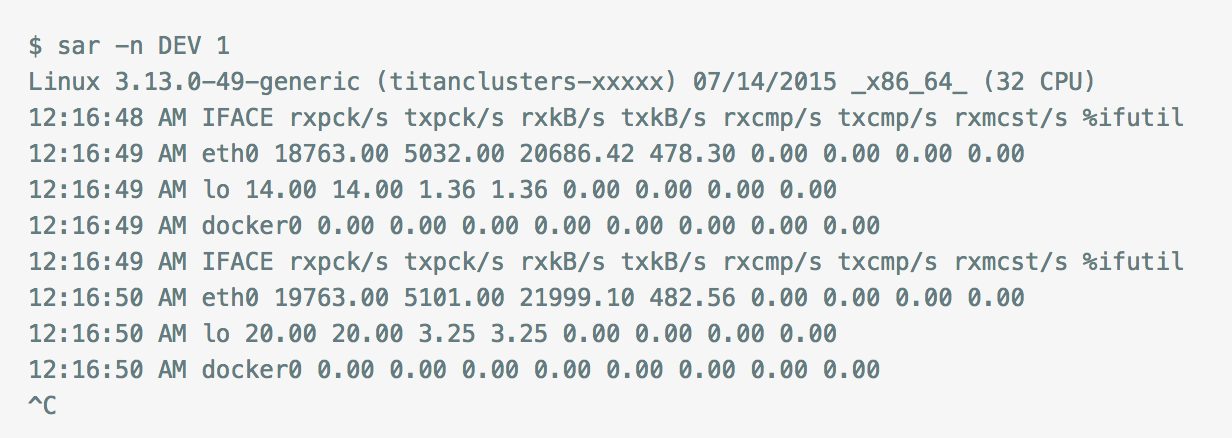 $ sar -n DEV 1
Linux 3.13.0-49-generic (titanclusters-xxxxx) 07/14/2015 _x86_64_ (32 CPU)
12:16:48 AM IFACE rxpck/s txpck/s rxkB/s txkB/s rxcmp/s txcmp/s rxmcst/s %ifutil
12:16:49 AM eth0 18763.00 5032.00 20686.42 478.30 0.00 0.00 0.00 0.00
12:16:49 AM lo 14.00 14.00 1.36 1.36 0.00 0.00 0.00 0.00
12:16:49 AM docker0 0.00 0.00 0.00 0.00 0.00 0.00 0.00 0.00
12:16:49 AM IFACE rxpck/s txpck/s rxkB/s txkB/s rxcmp/s txcmp/s rxmcst/s %ifutil
12:16:50 AM eth0 19763.00 5101.00 21999.10 482.56 0.00 0.00 0.00 0.00
12:16:50 AM lo 20.00 20.00 3.25 3.25 0.00 0.00 0.00 0.00
12:16:50 AM docker0 0.00 0.00 0.00 0.00 0.00 0.00 0.00 0.00
^C